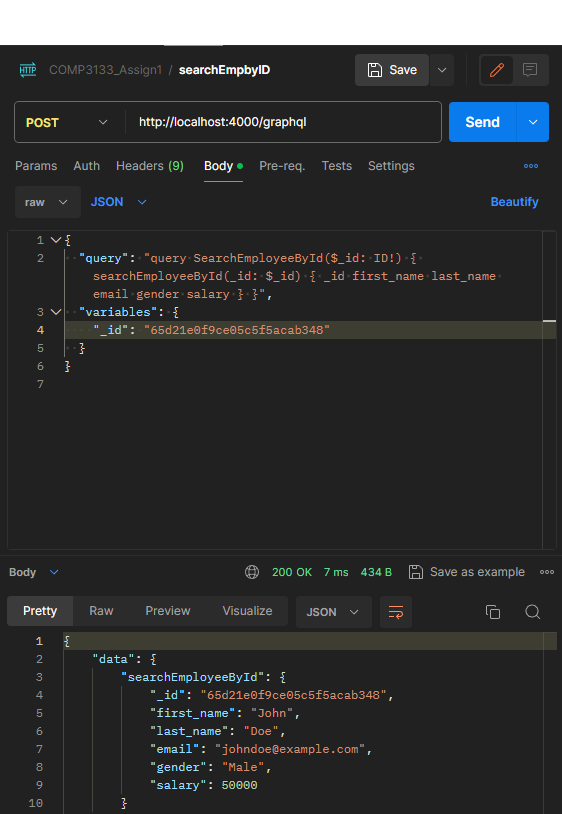 HTTP COMP3133_Assign1 / searchEmpbyID Save
POST http://localhost:4000/graphql Send
Params Auth Headers (9) Body Pre-req. Tests Settings
raw JSON Beautify
1 {
2 "query": "query SearchEmployeeById($_id: ID!) {
searchEmployeeById(_id: $_id) { _id first_name last_name
email gender salary } }",
3 "variables": {
4 "_id": "65d21e0f9ce05c5f5acab348"
5 }
6 }
7
Body 200 OK 7 ms 434 B Save as example
Pretty Raw Preview Visualize JSON
1 {
2 "data": {
3 "searchEmployeeById": {
4 "_id": "65d21e0f9ce05c5f5acab348",
5 "first_name": "John",
6 "last_name": "Doe",
7 "email": "johndoe@example.com",
8 "gender": "Male",
9 "salary": 50000
10 }